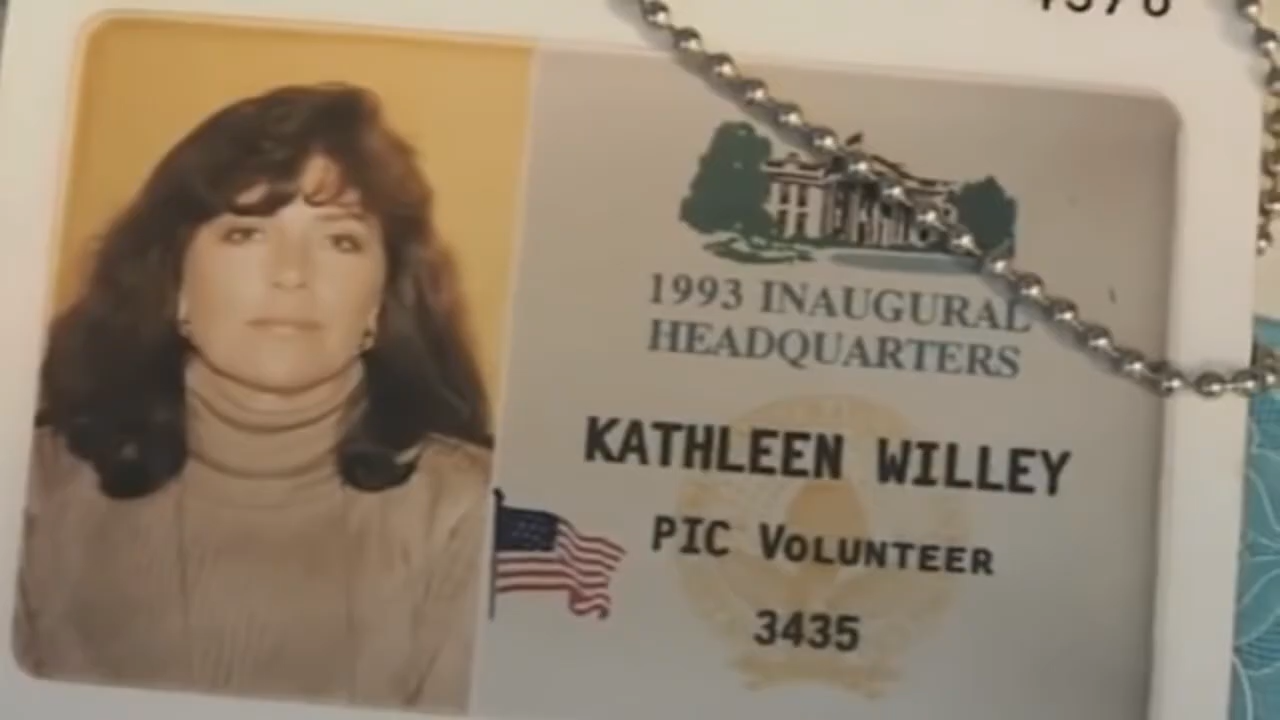 1993 INAUGURAL
HEADQUARTERS
KATHLEEN WILLEY
PIC VOLUNTEER
3435